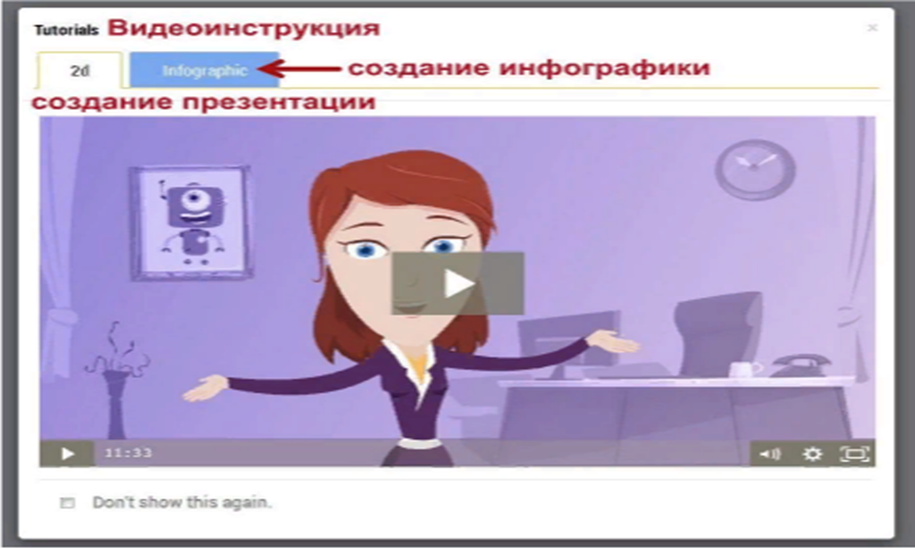 Tutorials Видеоинструкция ×
2d Infographic создание инфографики
создание презентации
11:33
Don't show this again.